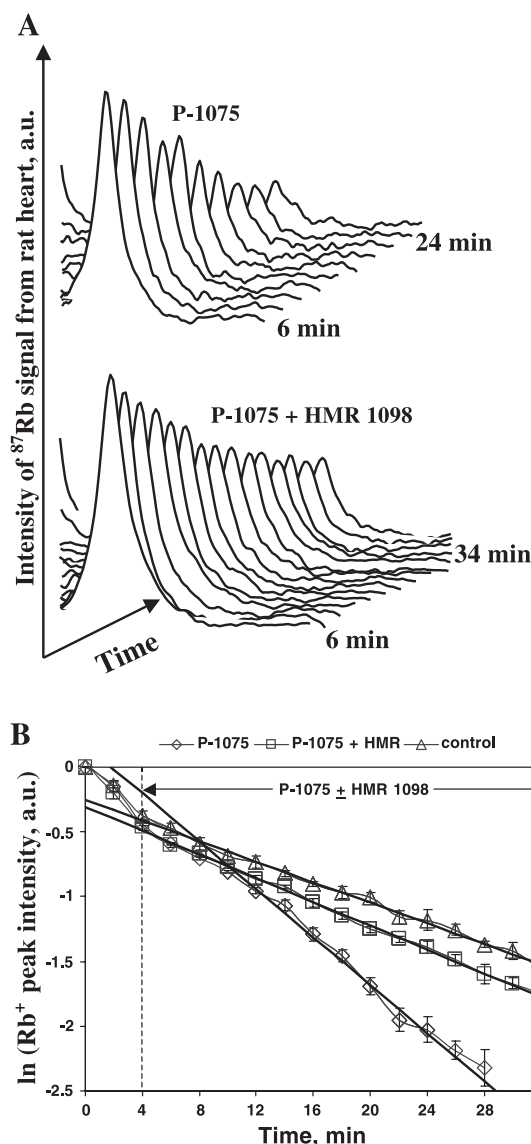 A
Intensity of ⁸⁷Rb signal from rat heart, a.u.
P-1075
24 min
6 min
P-1075 + HMR 1098
34 min
6 min
Time
B
P-1075 P-1075 + HMR control
P-1075 ± HMR 1098
ln (Rb⁺ peak intensity, a.u.)
0
-0.5
-1
-1.5
-2
-2.5
0 4 8 12 16 20 24 28
Time, min